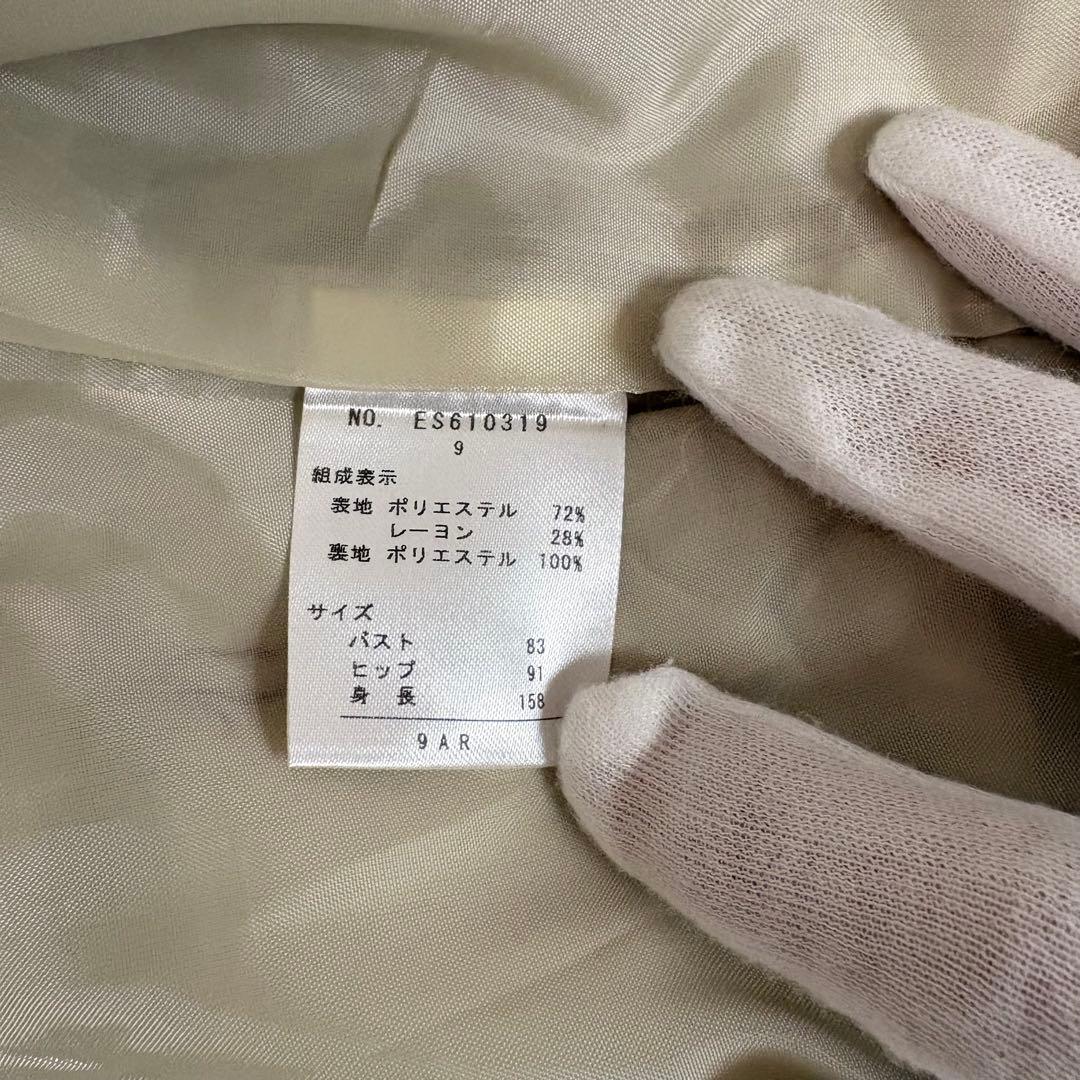 NO. ES610319
9
組成表示
表地 ポリエステル 72%
レーヨン 28%
裏地 ポリエステル 100%
サイズ
バスト 83
ヒップ 91
身長 158
9AR